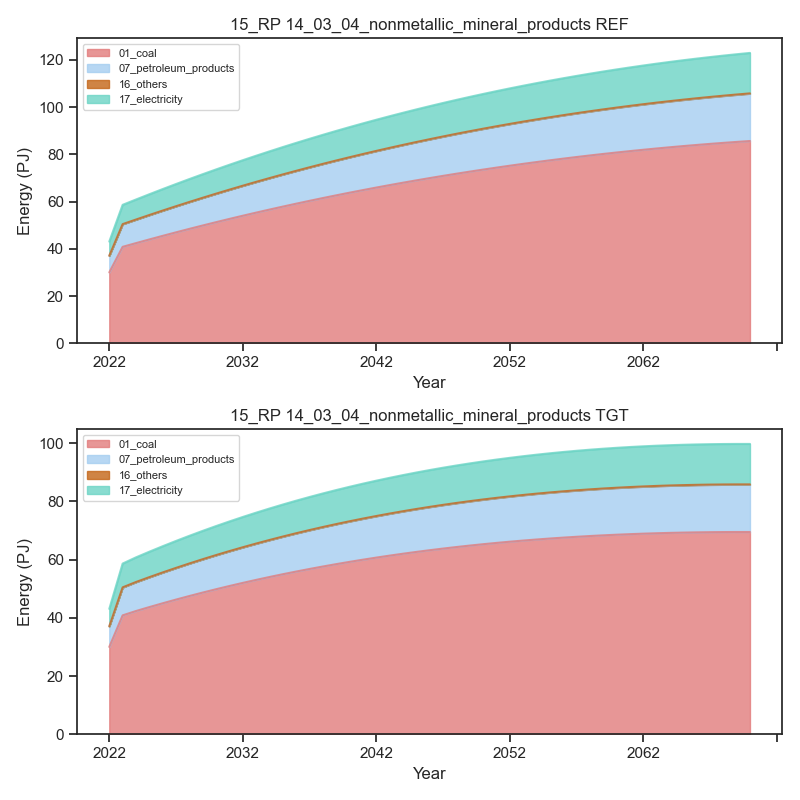 15_RP 14_03_04_nonmetallic_mineral_products REF
01_coal
07_petroleum_products
16_others
17_electricity
Energy (PJ)
120
100
80
60
40
20
0
2022 2032 2042 2052 2062
Year
15_RP 14_03_04_nonmetallic_mineral_products TGT
01_coal
07_petroleum_products
16_others
17_electricity
Energy (PJ)
100
80
60
40
20
0
2022 2032 2042 2052 2062
Year